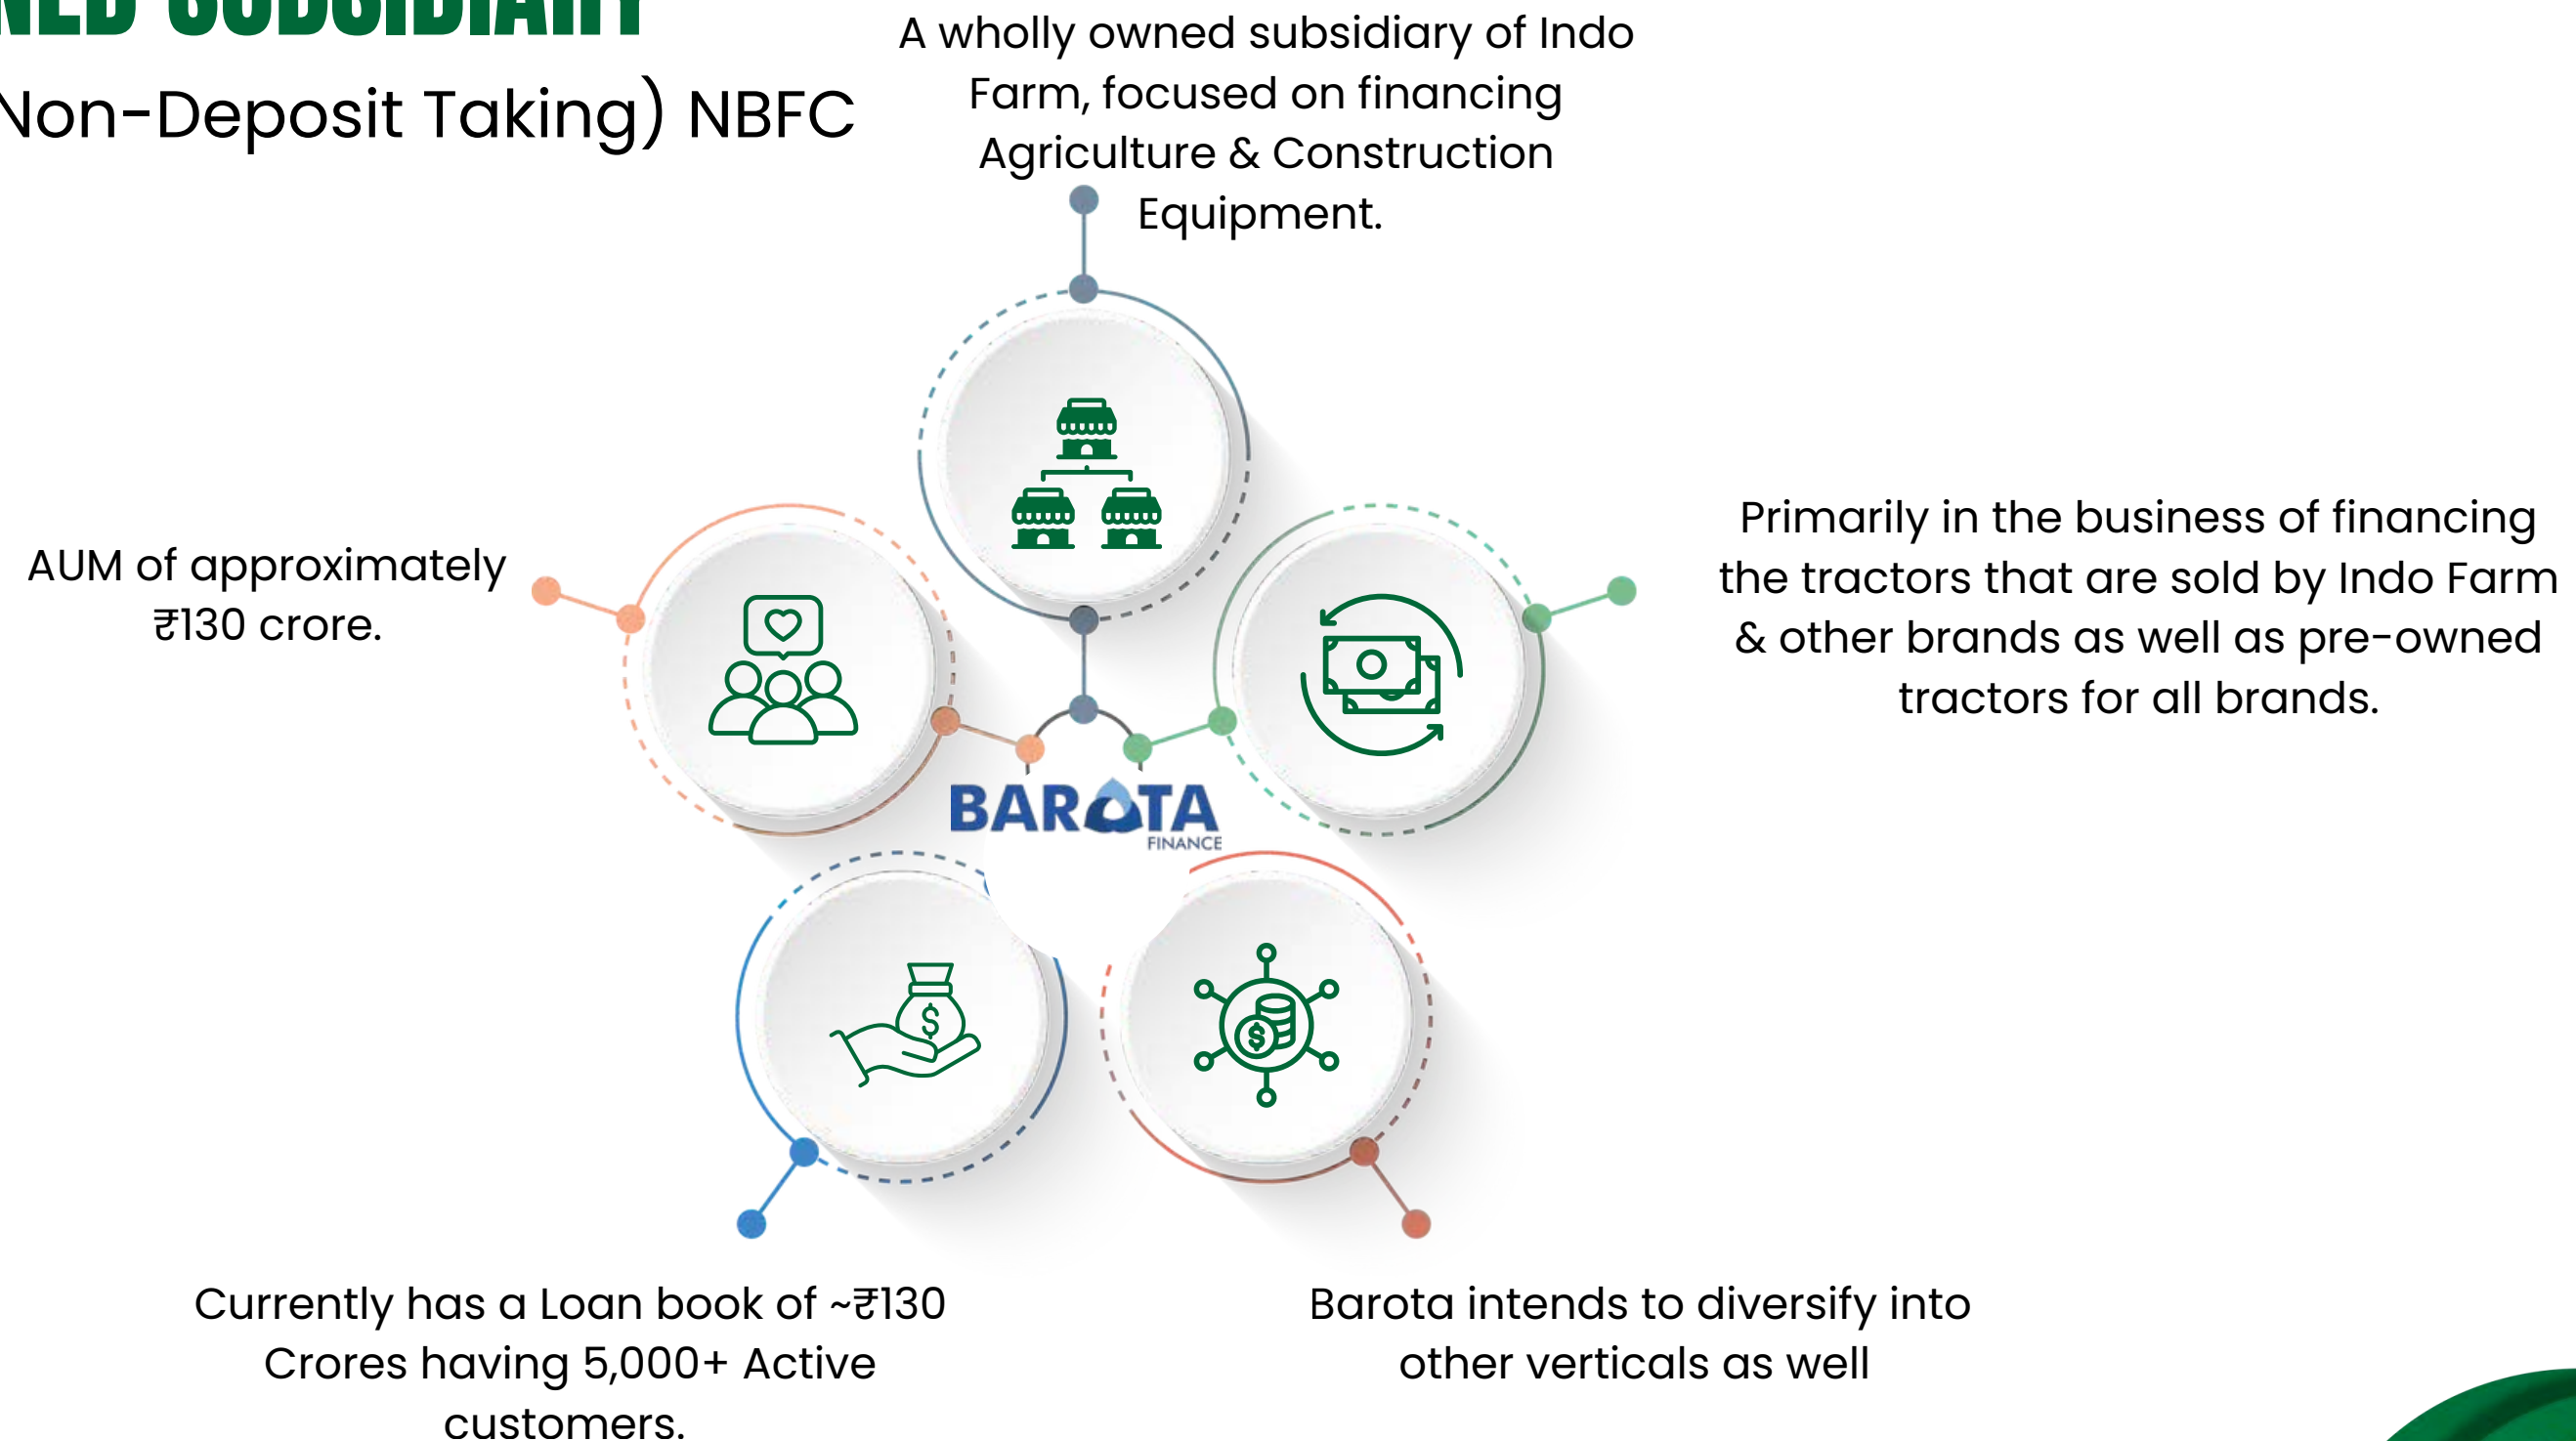 NED SUBSIDIARY
Non-Deposit Taking) NBFC
A wholly owned subsidiary of Indo
Farm, focused on financing
Agriculture & Construction
Equipment.
AUM of approximately
₹130 crore.
Primarily in the business of financing
the tractors that are sold by Indo Farm
& other brands as well as pre-owned
tractors for all brands.
BAROTA
FINANCE
Currently has a Loan book of ~₹130
Crores having 5,000+ Active
customers.
Barota intends to diversify into
other verticals as well